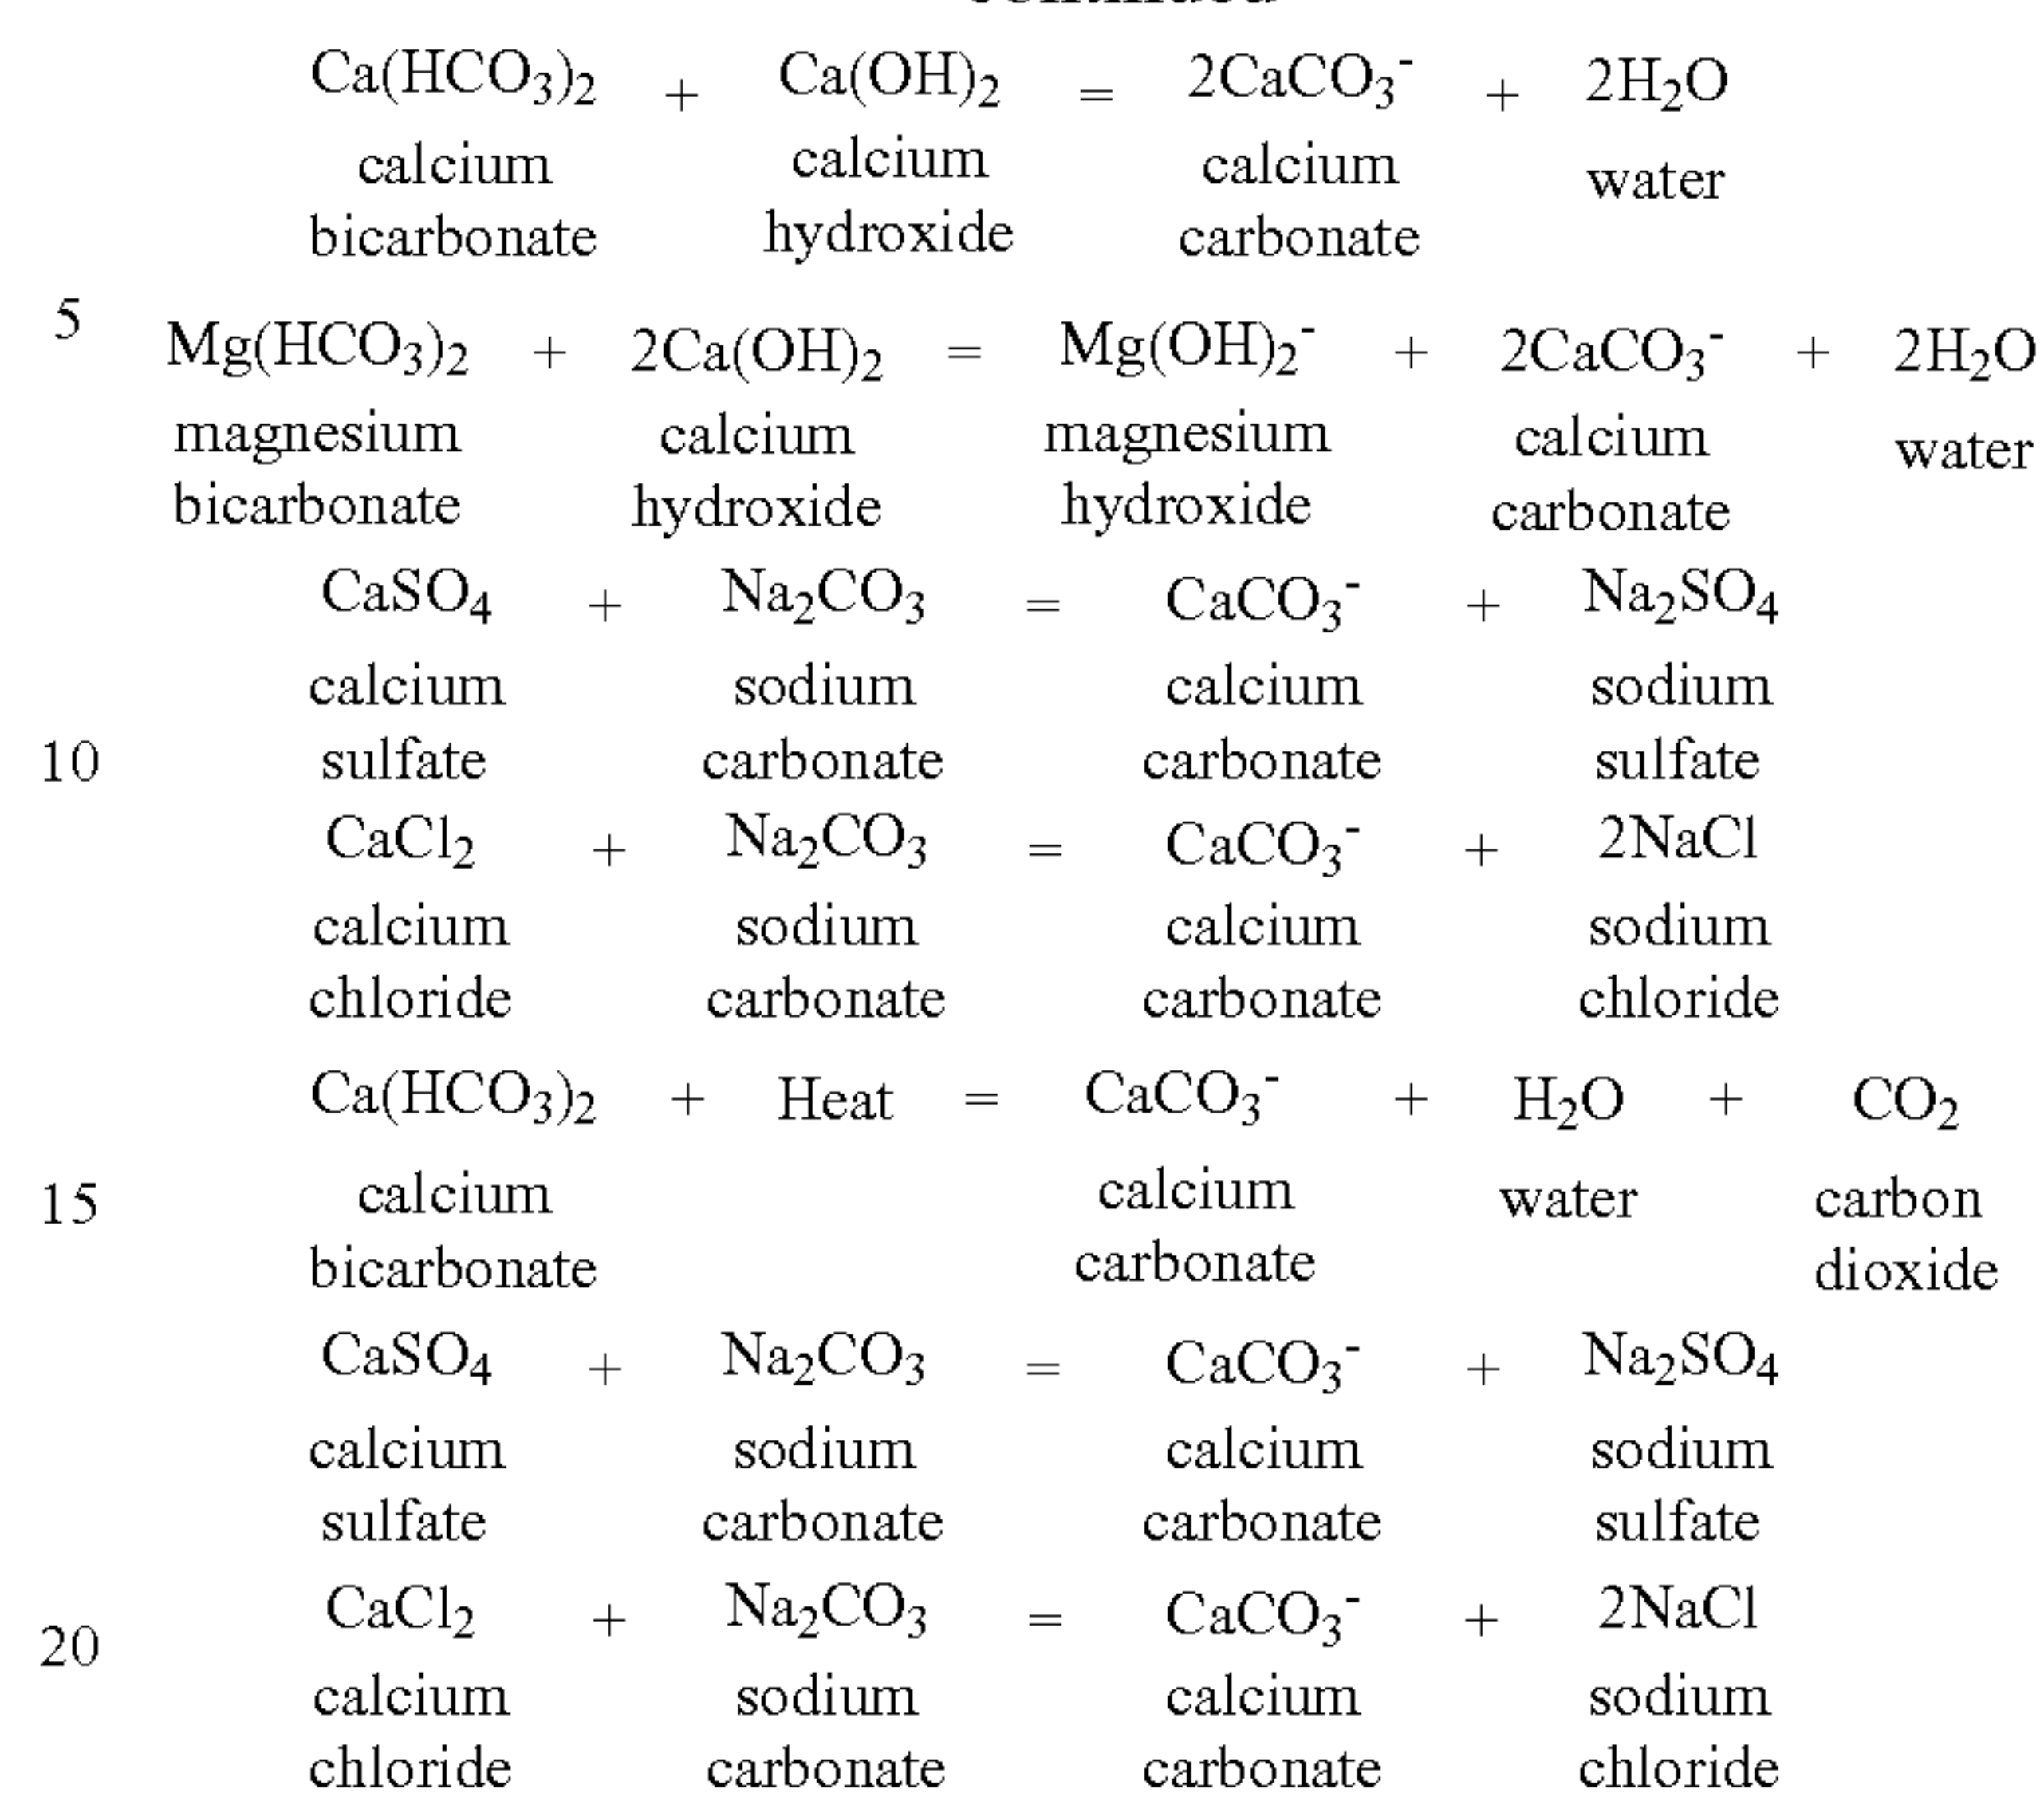 Ca(HCO₃)₂ + Ca(OH)₂ = 2CaCO₃⁻ + 2H₂O
calcium calcium calcium water
bicarbonate hydroxide carbonate
5
Mg(HCO₃)₂ + 2Ca(OH)₂ = Mg(OH)₂⁻ + 2CaCO₃⁻ + 2H₂O
magnesium calcium magnesium calcium water
bicarbonate hydroxide hydroxide carbonate
CaSO₄ + Na₂CO₃ = CaCO₃⁻ + Na₂SO₄
calcium sodium calcium sodium
10 sulfate carbonate carbonate sulfate
CaCl₂ + Na₂CO₃ = CaCO₃⁻ + 2NaCl
calcium sodium calcium sodium
chloride carbonate carbonate chloride
Ca(HCO₃)₂ + Heat = CaCO₃⁻ + H₂O + CO₂
15 calcium calcium water carbon
bicarbonate carbonate dioxide
CaSO₄ + Na₂CO₃ = CaCO₃⁻ + Na₂SO₄
calcium sodium calcium sodium
sulfate carbonate carbonate sulfate
CaCl₂ + Na₂CO₃ = CaCO₃⁻ + 2NaCl
20
calcium sodium calcium sodium
chloride carbonate carbonate chloride